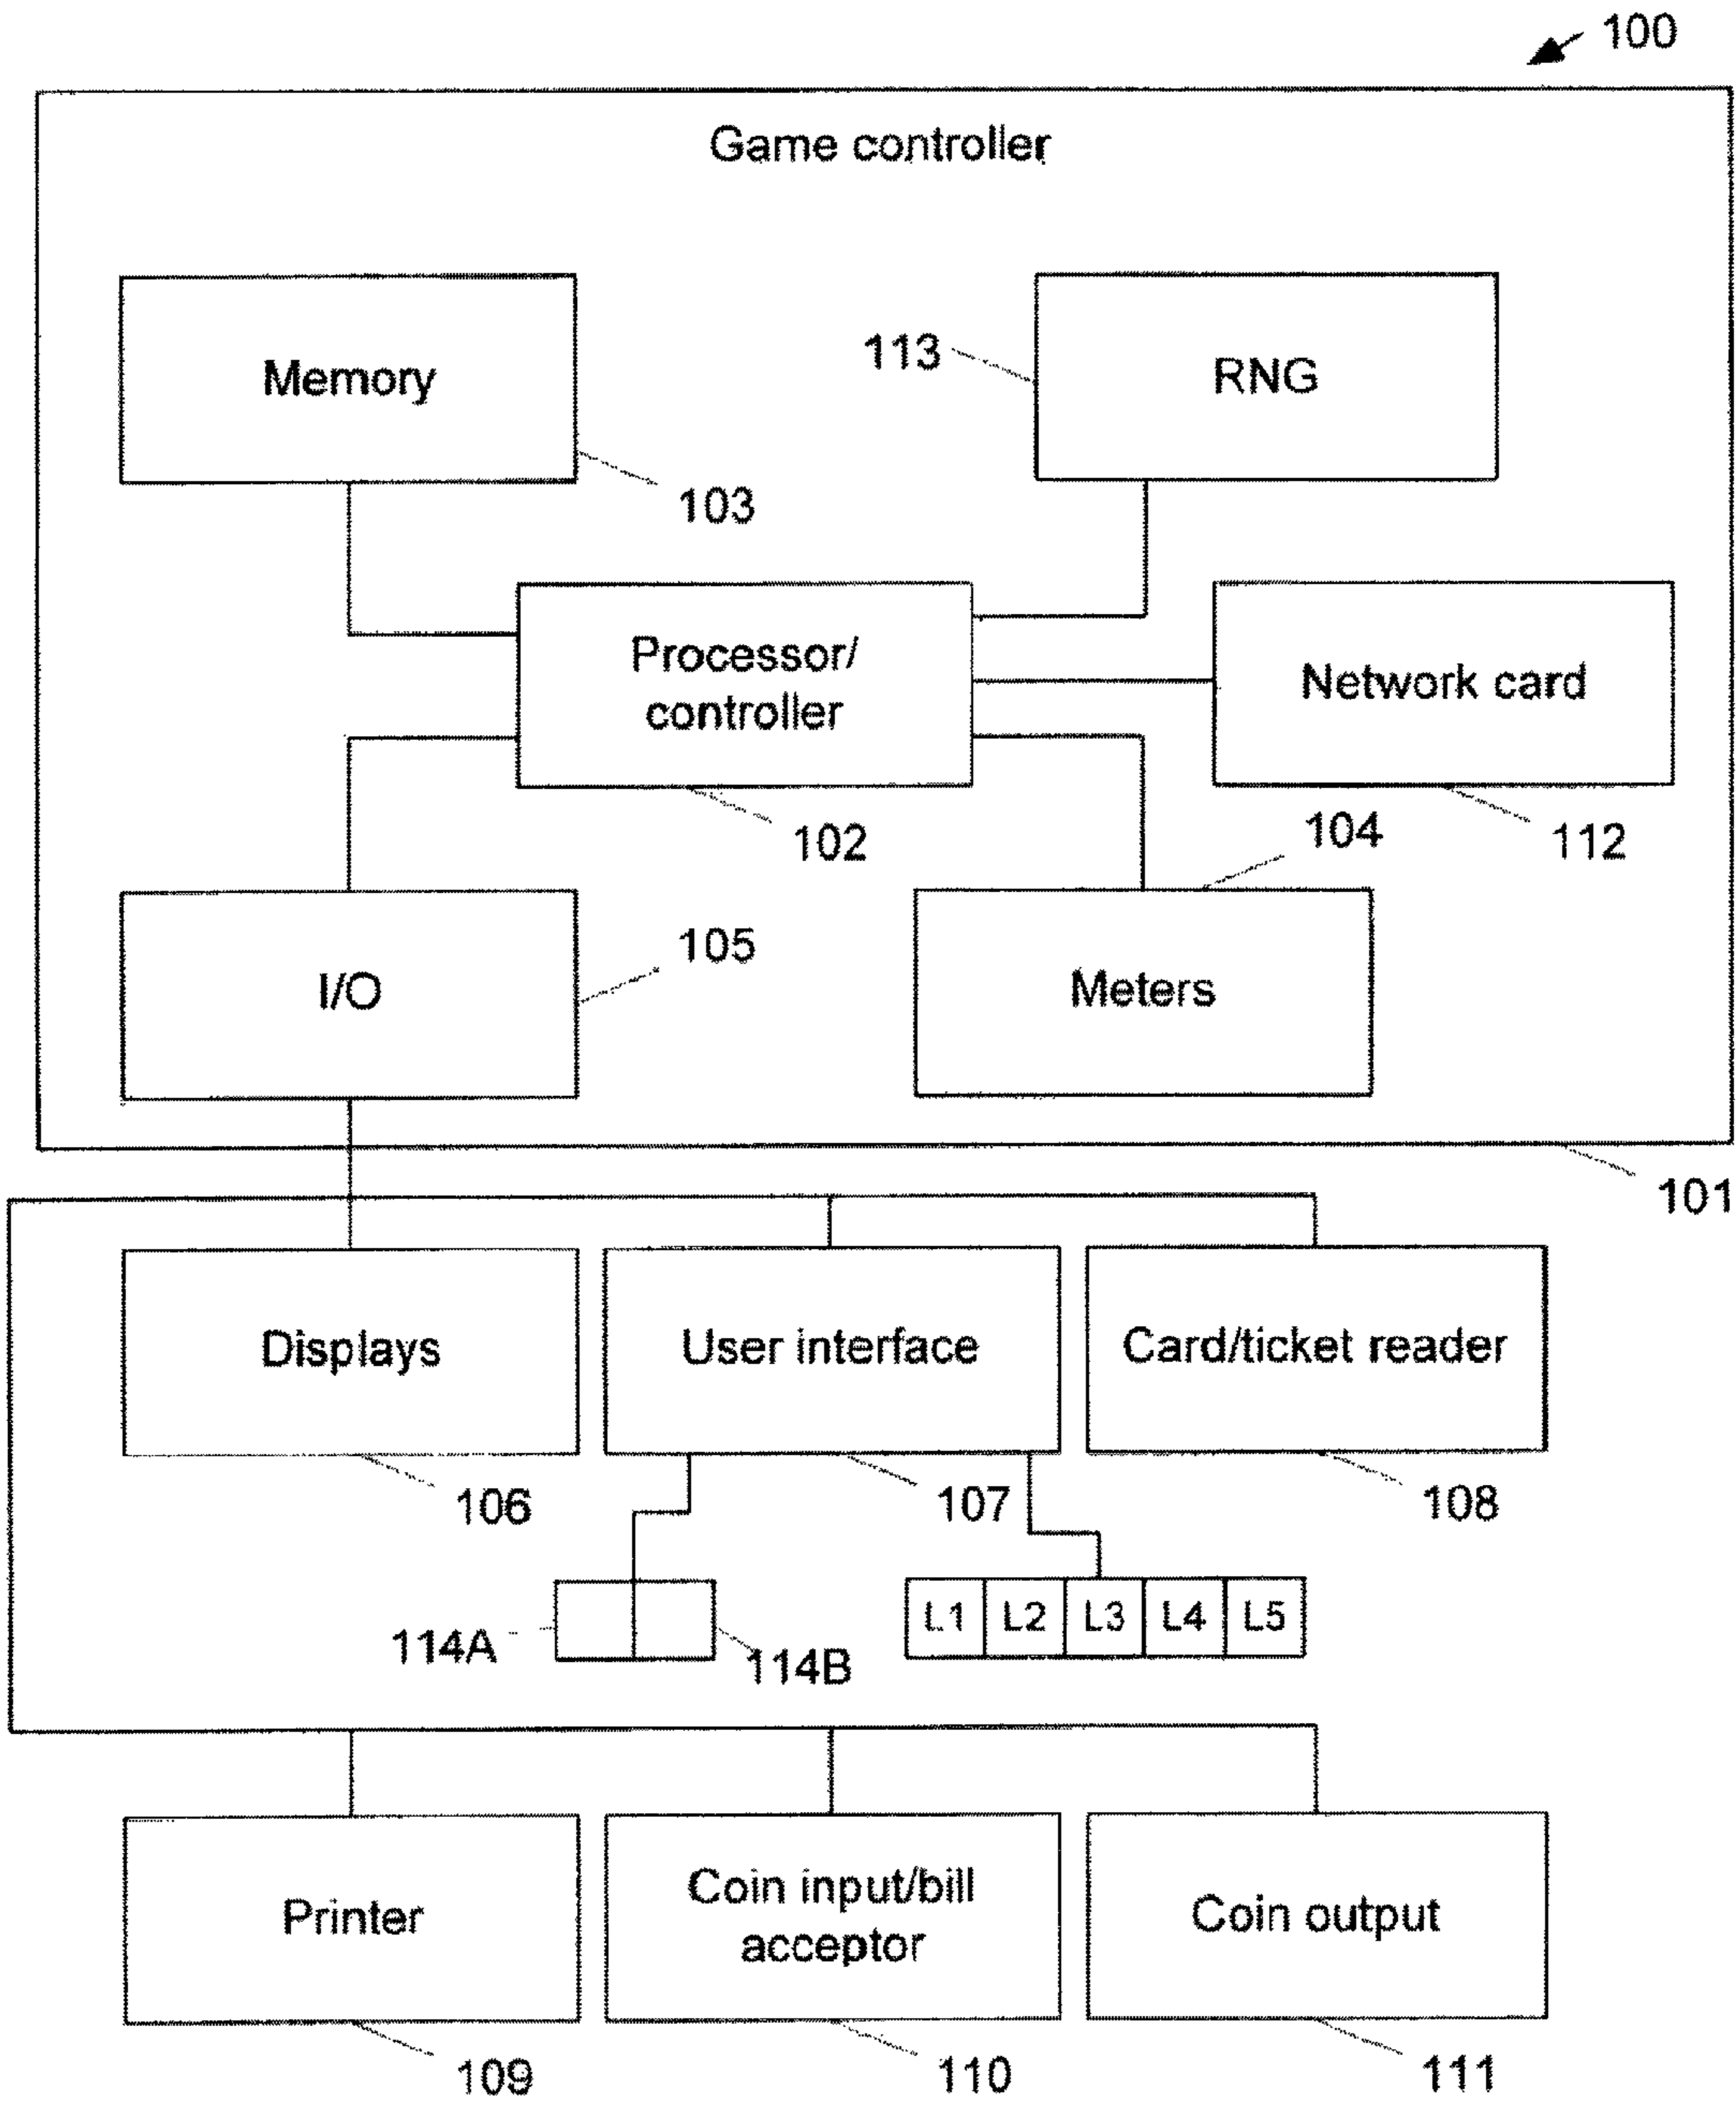 100
Game controller
Memory
113
RNG
103
Processor/
controller
Network card
102
104
112
I/O
105
Meters
101
Displays
User interface
Card/ticket reader
106
107
108
114A
114B
L1
L2
L3
L4
L5
Printer
Coin input/bill
acceptor
Coin output
109
110
111